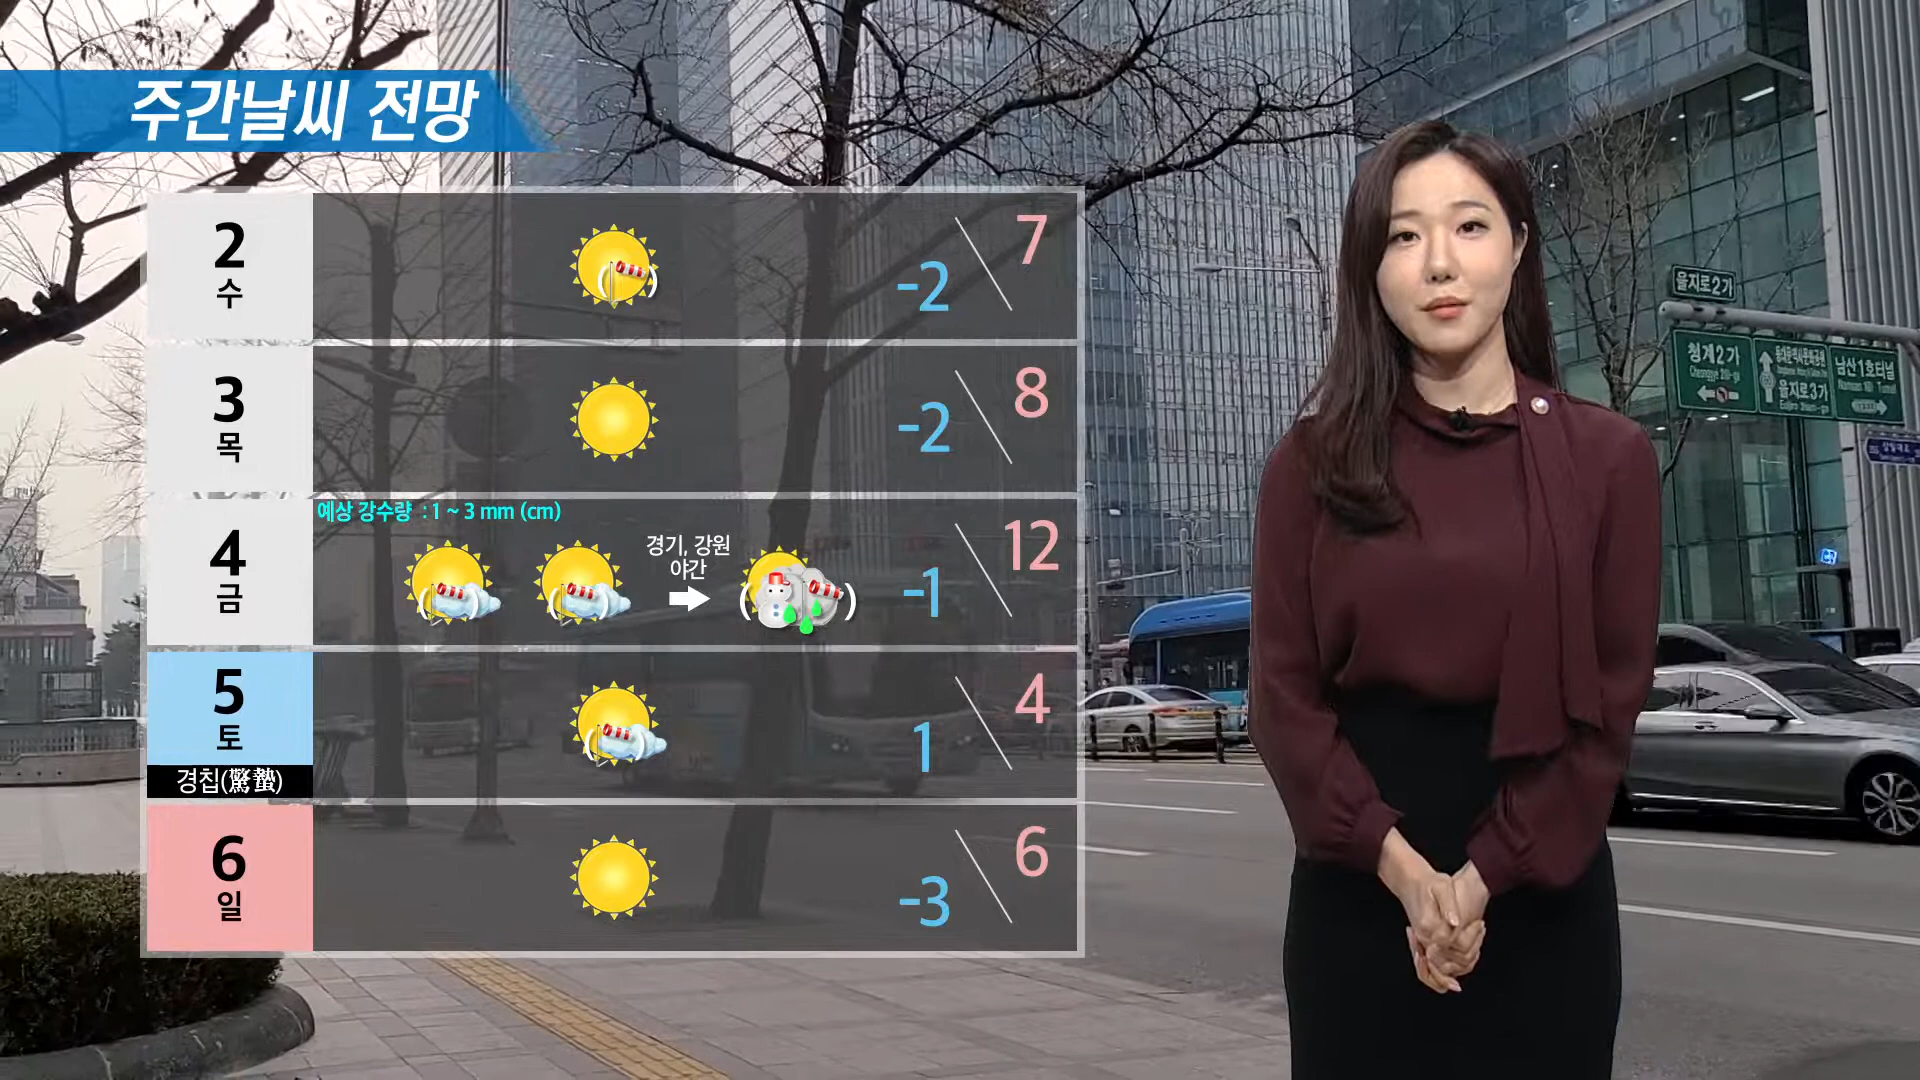 주간날씨 전망
2
수
-2
7
3
목
-2
8
4
금
예상 강수량 : 1 ~ 3 mm (cm)
경기, 강원
야간
-1
12
5
토
경칩(驚蟄)
1
4
6
일
-3
6
을지로2가
청계2가
Cheonggye 2(i)-ga
을지로3가
남산1호터널